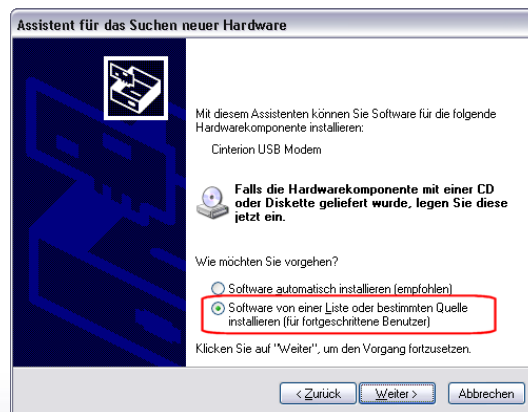 Assistent für das Suchen neuer Hardware
Mit diesem Assistenten können Sie Software für die folgende
Hardwarekomponente installieren:
Cinterion USB Modem
Falls die Hardwarekomponente mit einer CD
oder Diskette geliefert wurde, legen Sie diese
jetzt ein.
Wie möchten Sie vorgehen?
Software automatisch installieren (empfohlen)
Software von einer Liste oder bestimmten Quelle
installieren (für fortgeschrittene Benutzer)
Klicken Sie auf "Weiter", um den Vorgang fortzusetzen.
< Zurück Weiter > Abbrechen